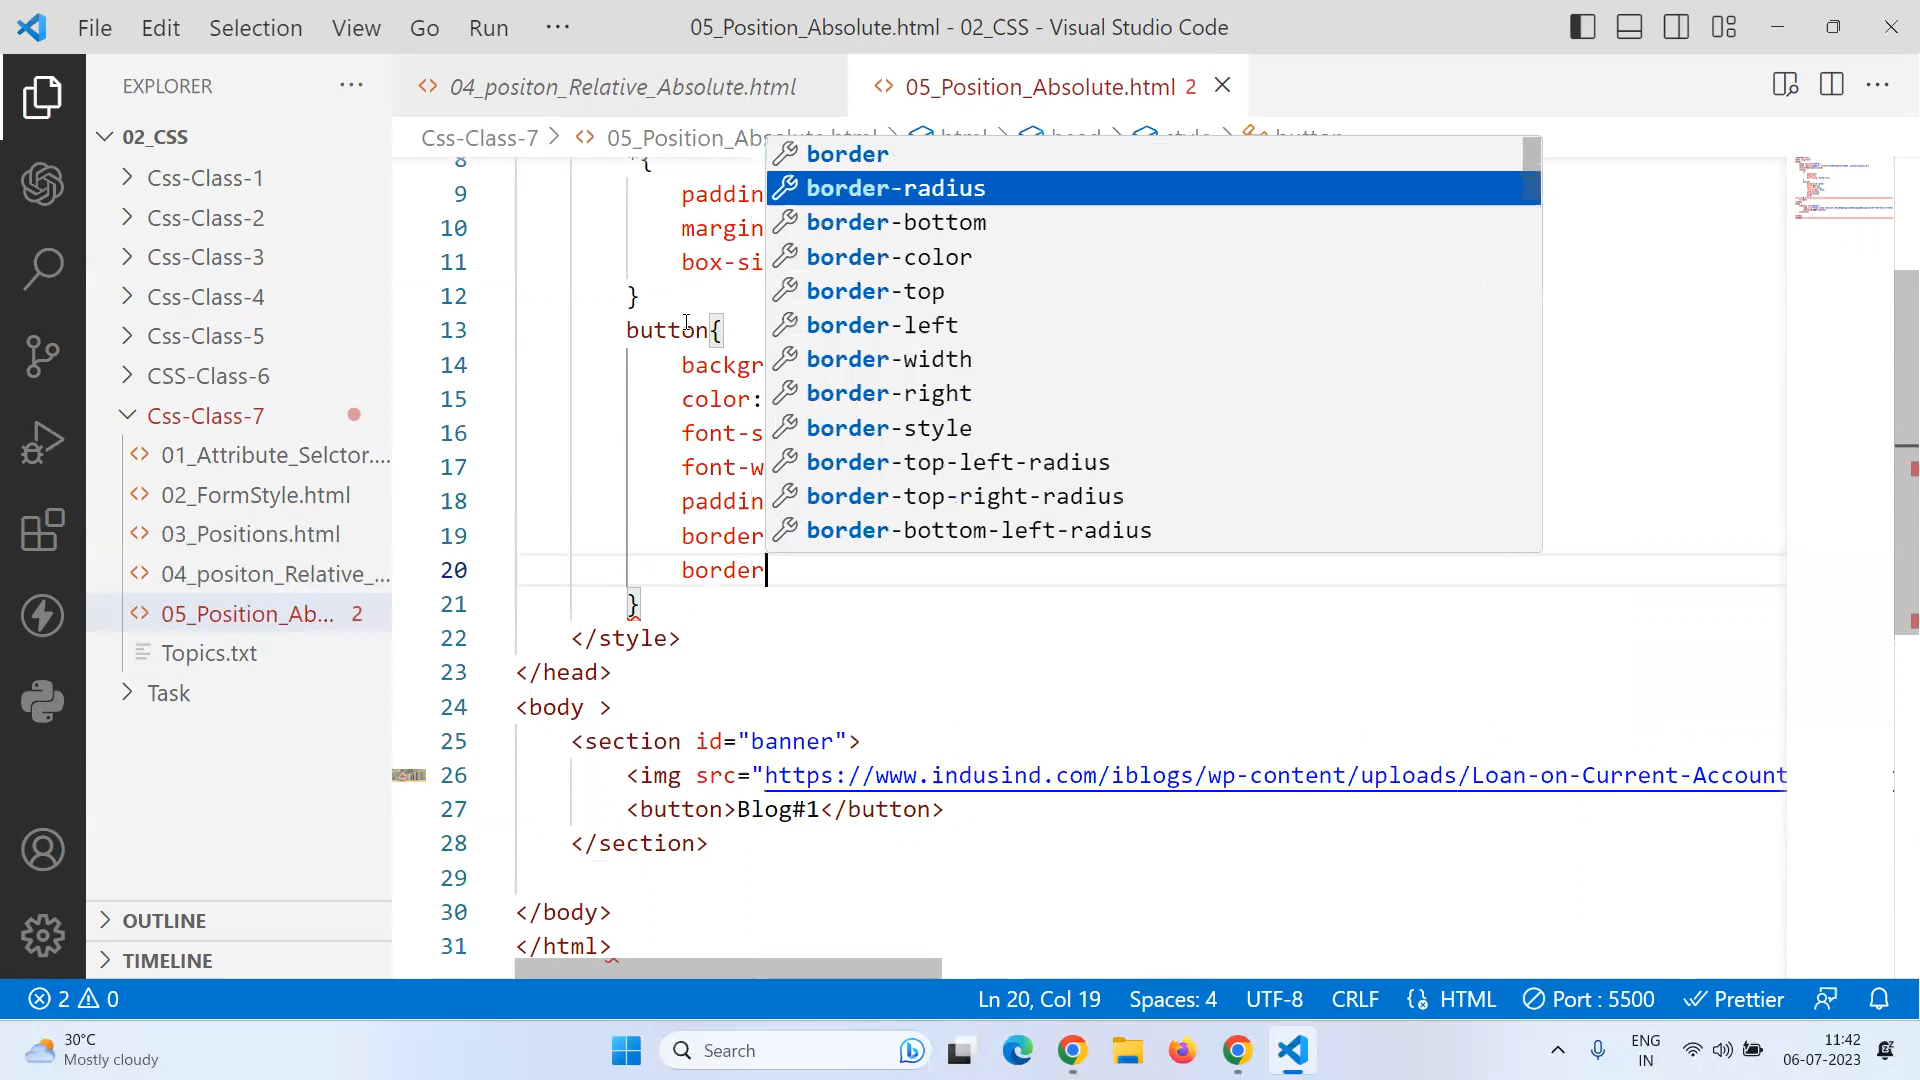 File Edit Selection View Go Run ··· 05_Position_Absolute.html - 02_CSS - Visual Studio Code
EXPLORER ···
04_positon_Relative_Absolute.html
05_Position_Absolute.html 2
02_CSS
Css-Class-1
Css-Class-2
Css-Class-3
Css-Class-4
Css-Class-5
CSS-Class-6
Css-Class-7
01_Attribute_Selctor....
02_FormStyle.html
03_Positions.html
04_positon_Relative_...
05_Position_Ab... 2
Topics.txt
Task
OUTLINE
TIMELINE
Css-Class-7 > 05_Position_Absolute.html > html > head > style > button
8 *{
9 paddin
10 margin
11 box-si
12 }
13 button{
14 backgr
15 color:
16 font-s
17 font-w
18 paddin
19 border
20 border
21 }
22 </style>
23 </head>
24 <body >
25 <section id="banner">
26 <img src="https://www.indusind.com/iblogs/wp-content/uploads/Loan-on-Current-Account
27 <button>Blog#1</button>
28 </section>
29
30 </body>
31 </html>
border
border-radius
border-bottom
border-color
border-top
border-left
border-width
border-right
border-style
border-top-left-radius
border-top-right-radius
border-bottom-left-radius
2 0 Ln 20, Col 19 Spaces: 4 UTF-8 CRLF HTML Port : 5500 Prettier
30°C
Mostly cloudy
Search
ENG
IN
11:42
06-07-2023